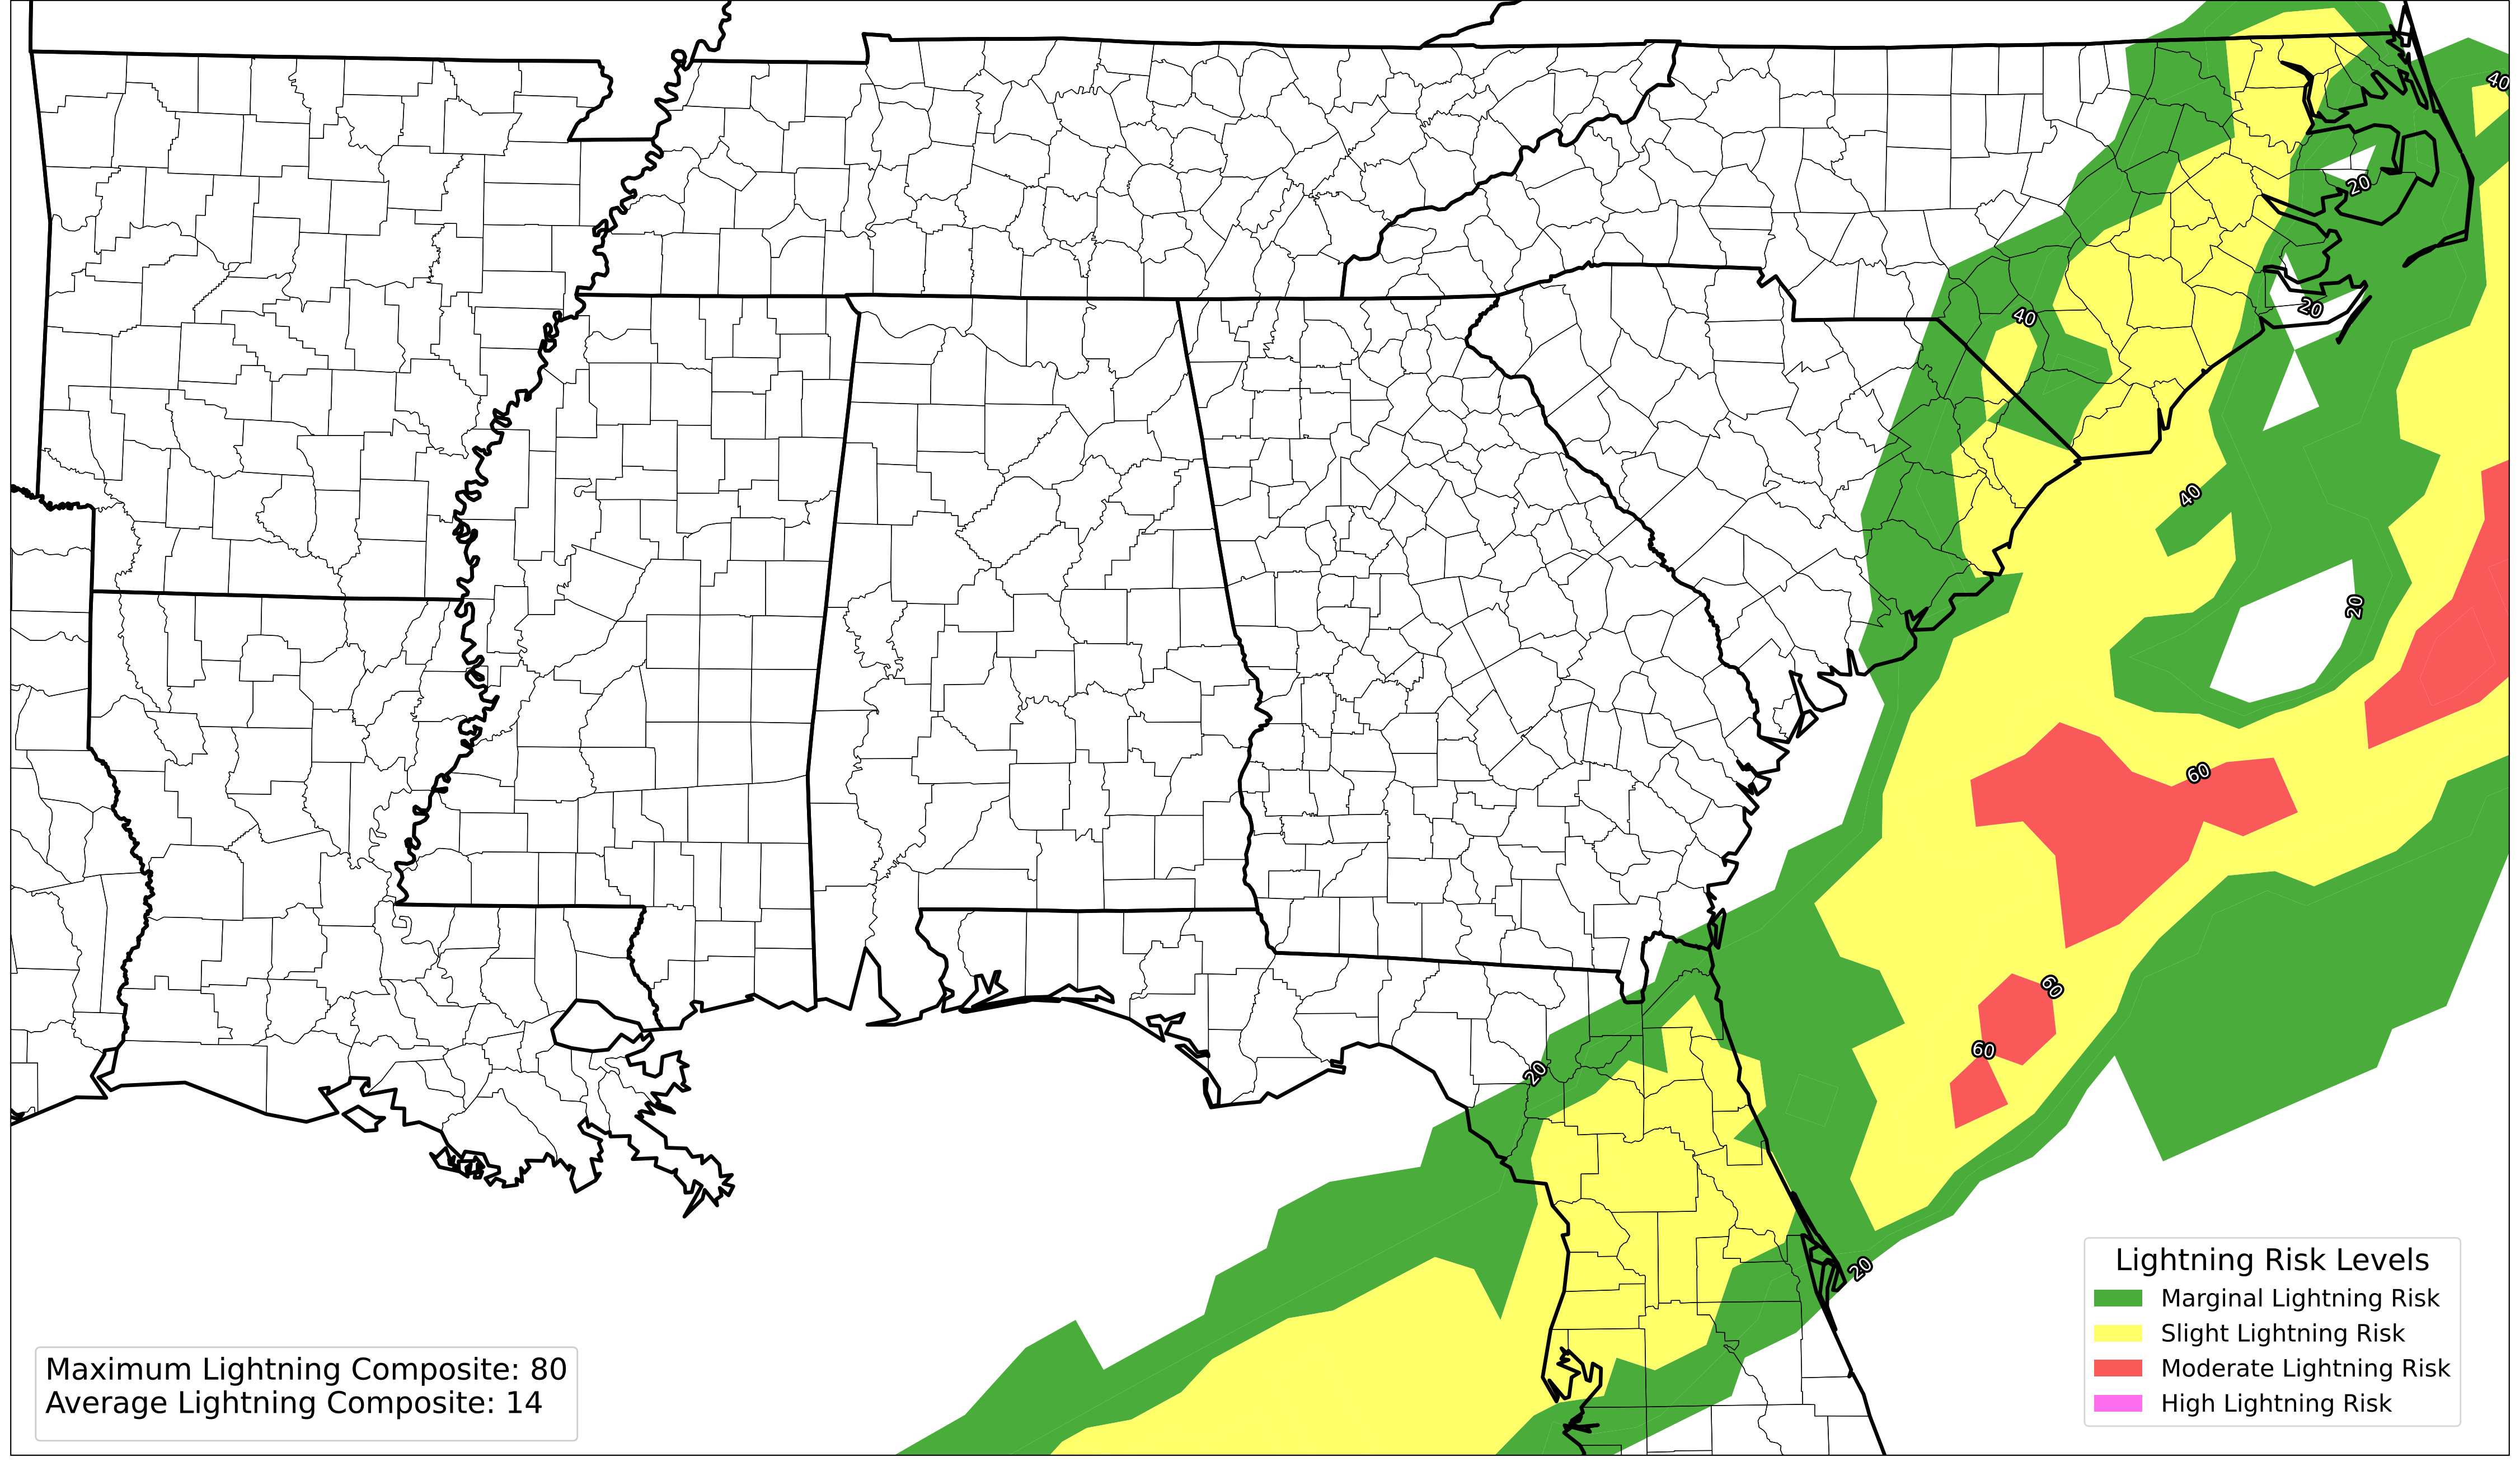 40
20
20
40
40
20
60
60
60
20
20
Lightning Risk Levels
Marginal Lightning Risk
Slight Lightning Risk
Moderate Lightning Risk
High Lightning Risk
Maximum Lightning Composite: 80
Average Lightning Composite: 14